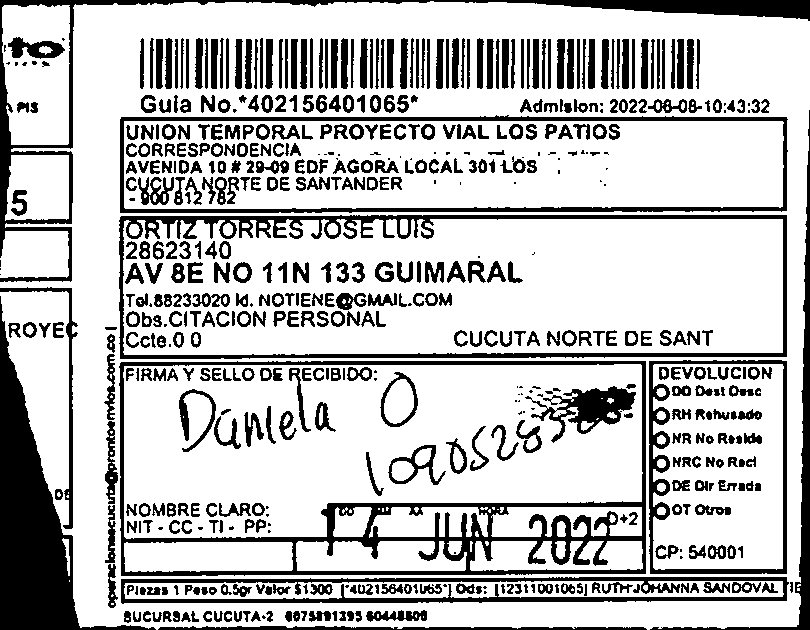 Guia No.*402156401065*
Admision: 2022-06-08-10:43:32
UNION TEMPORAL PROYECTO VIAL LOS PATIOS
CORRESPONDENCIA
AVENIDA 10 # 29-09 EDF AGORA LOCAL 301 LOS
CUCUTA NORTE DE SANTANDER
- 900 812 782
ORTIZ TORRES JOSE LUIS
28623140
AV 8E NO 11N 133 GUIMARAL
Tel.88233020 Id. NOTIENE@GMAIL.COM
Obs.CITACION PERSONAL
Ccte.0 0
CUCUTA NORTE DE SANT
5
ROYEC
FIRMA Y SELLO DE RECIBIDO:
Daniela O
NOMBRE CLARO:
NIT - CC - TI - PP:
HORA
14 JUN 2022
D+2
DEVOLUCION
DD Dest Desc
RH Rehusado
NR No Reside
NRC No Recl
DE Dir Errada
OT Otros
CP: 540001
Piezas 1 Peso 0.5gr Valor $1300 [*402156401065*] Ods: [12311001065] RUTH JOHANNA SANDOVAL
SUCURSAL CUCUTA-2
operacionescucuta@prontoenvios.com.co